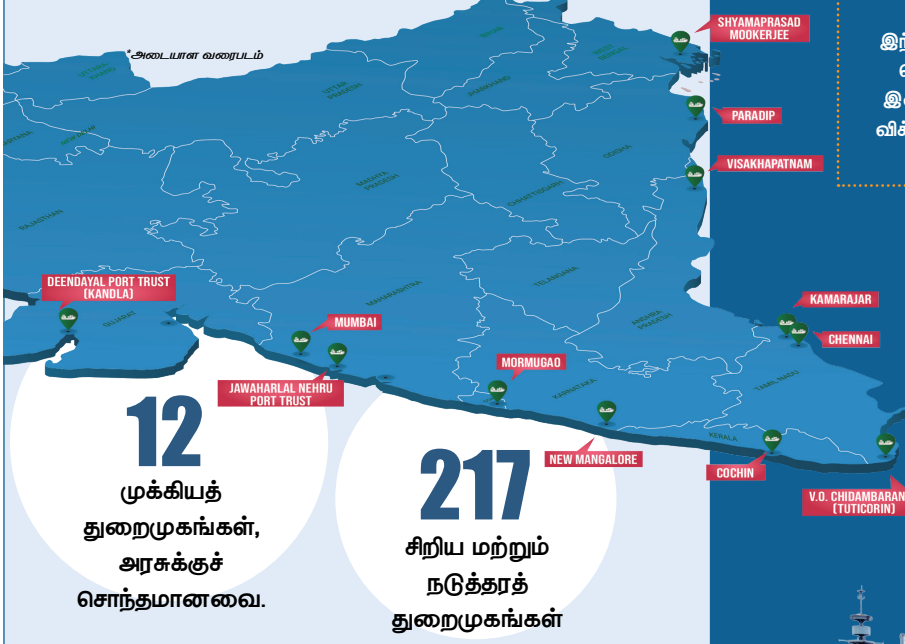 *அடையாள வரைபடம்
SHYAMAPRASAD
MOOKERJEE
PARADIP
VISAKHAPATNAM
BIHAR
WEST
BENGAL
UTTAR
PRADESH
JHARKHAND
ODISHA
MADHYA
PRADESH
CHHATTISGARH
RAJASTHAN
DEENDAYAL PORT TRUST
(KANDLA)
GUJARAT
MAHARASHTRA
TELANGANA
ANDHRA
PRADESH
KAMARAJAR
CHENNAI
MUMBAI
JAWAHARLAL NEHRU
PORT TRUST
MORMUGAO
KARNATAKA
TAMIL NADU
KERALA
NEW MANGALORE
COCHIN
V.O. CHIDAMBARAN
(TUTICORIN)
12
முக்கியத்
துறைமுகங்கள்,
அரசுக்குச்
சொந்தமானவை.
217
சிறிய மற்றும்
நடுத்தரத்
துறைமுகங்கள்